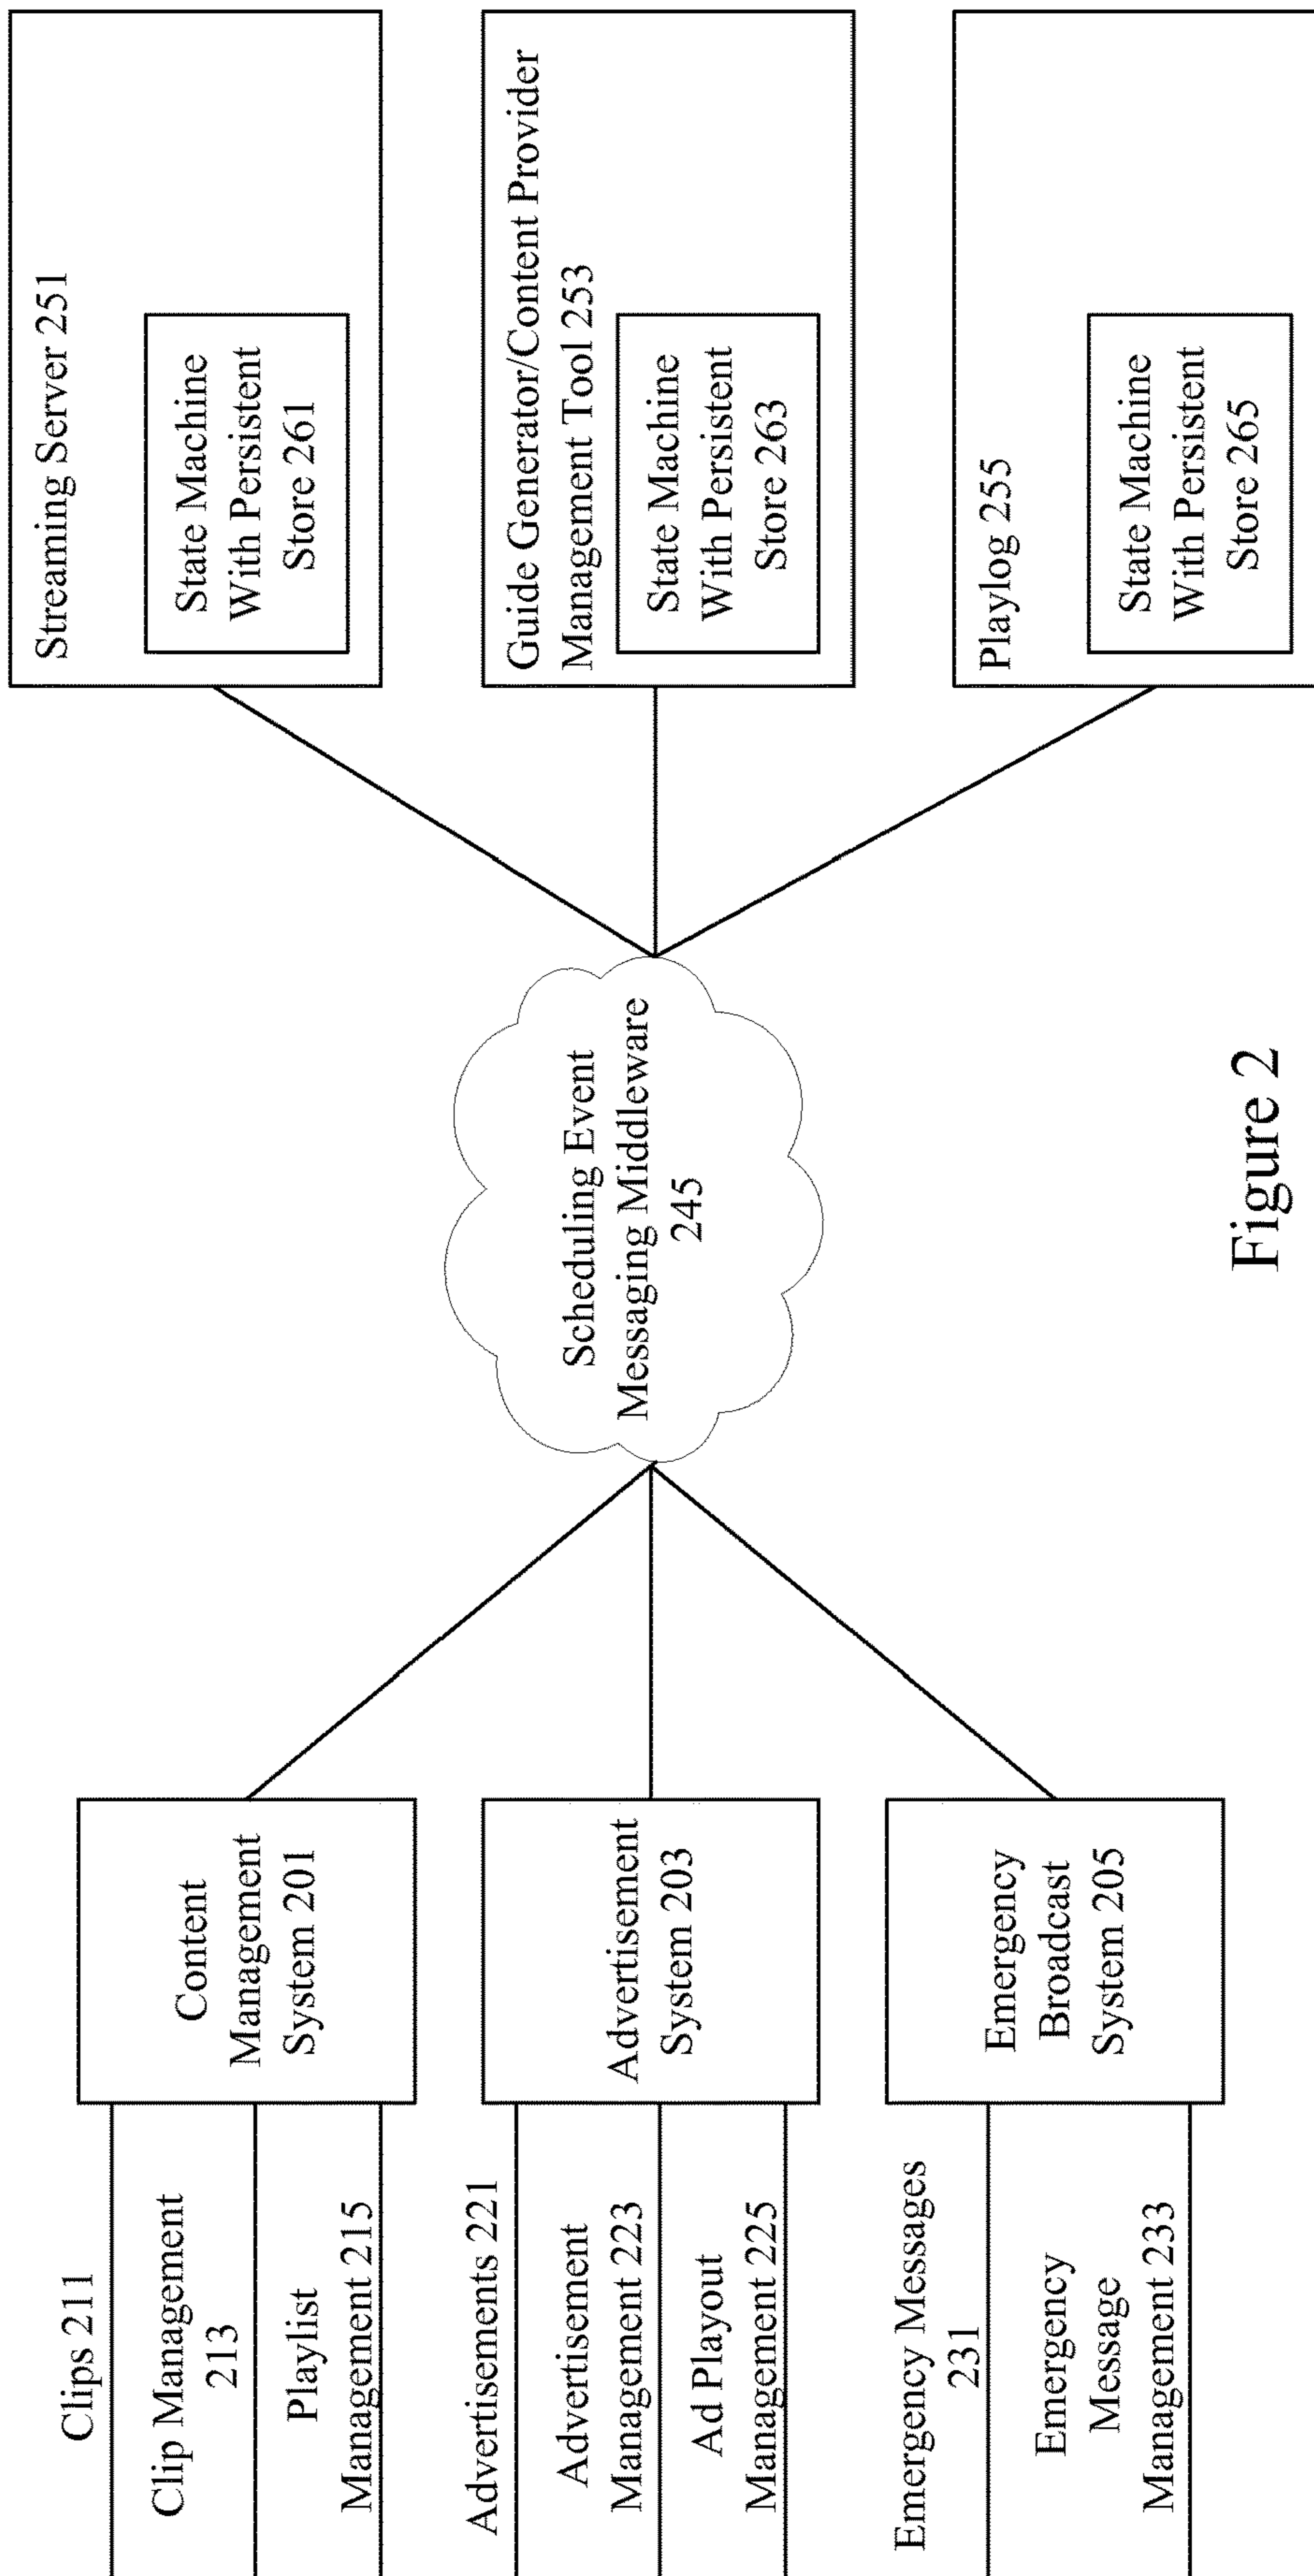 Clips 211
Clip Management
213
Playlist
Management 215
Content
Management
System 201
Advertisements 221
Advertisement
Management 223
Ad Playout
Management 225
Advertisement
System 203
Emergency Messages
231
Emergency
Message
Management 233
Emergency
Broadcast
System 205
Scheduling Event
Messaging Middleware
245
Streaming Server 251
State Machine
With Persistent
Store 261
Guide Generator/Content Provider
Management Tool 253
State Machine
With Persistent
Store 263
Playlog 255
State Machine
With Persistent
Store 265
Figure 2